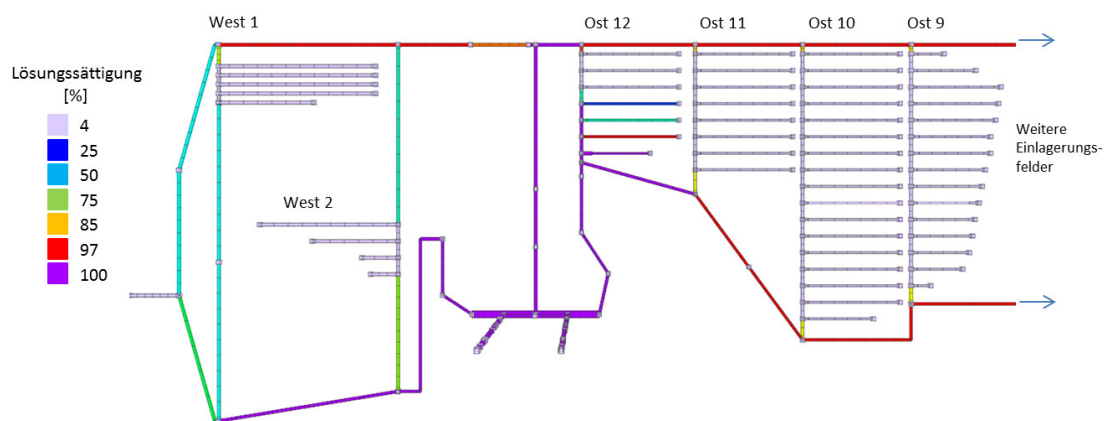 West 1
Ost 12
Ost 11
Ost 10
Ost 9
Lösungssättigung
[%]
4
25
50
75
85
97
100
West 2
Weitere
Einlagerungs-
felder